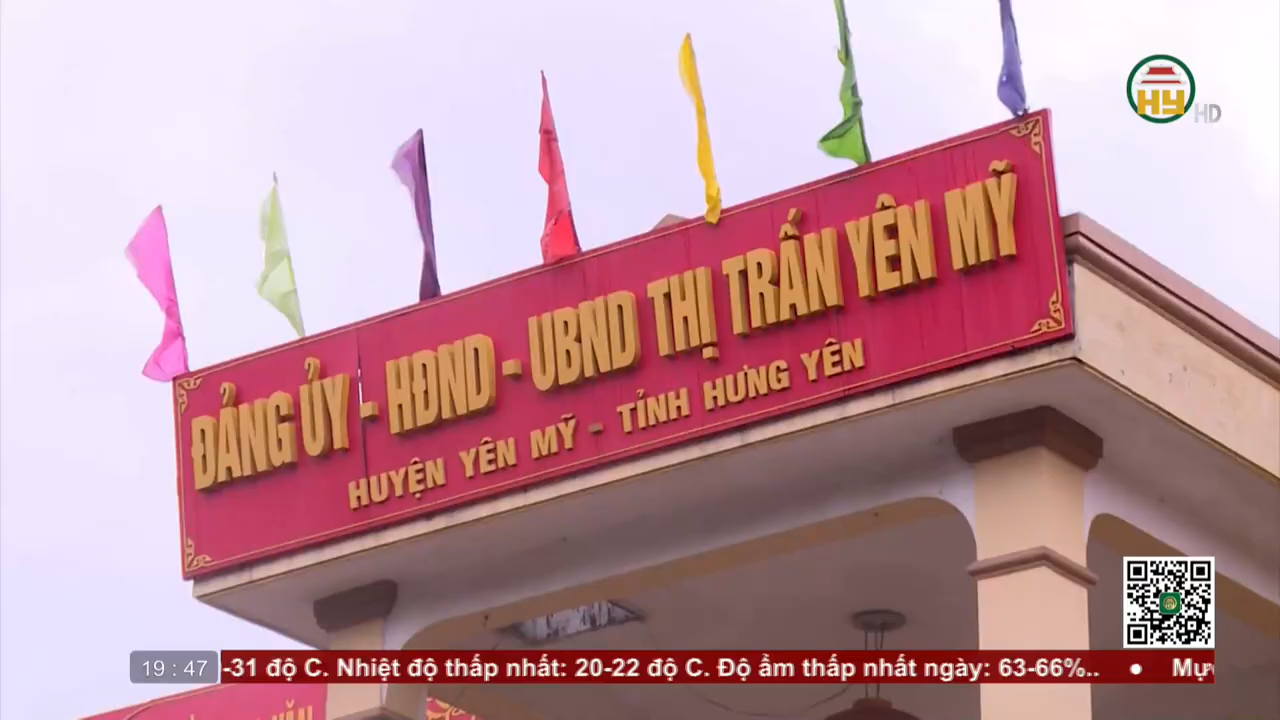 HY HD
ĐẢNG ỦY - HĐND - UBND THỊ TRẤN YÊN MỸ
HUYỆN YÊN MỸ - TỈNH HƯNG YÊN
19 : 47
-31 độ C. Nhiệt độ thấp nhất: 20-22 độ C. Độ ẩm thấp nhất ngày: 63-66%.. •